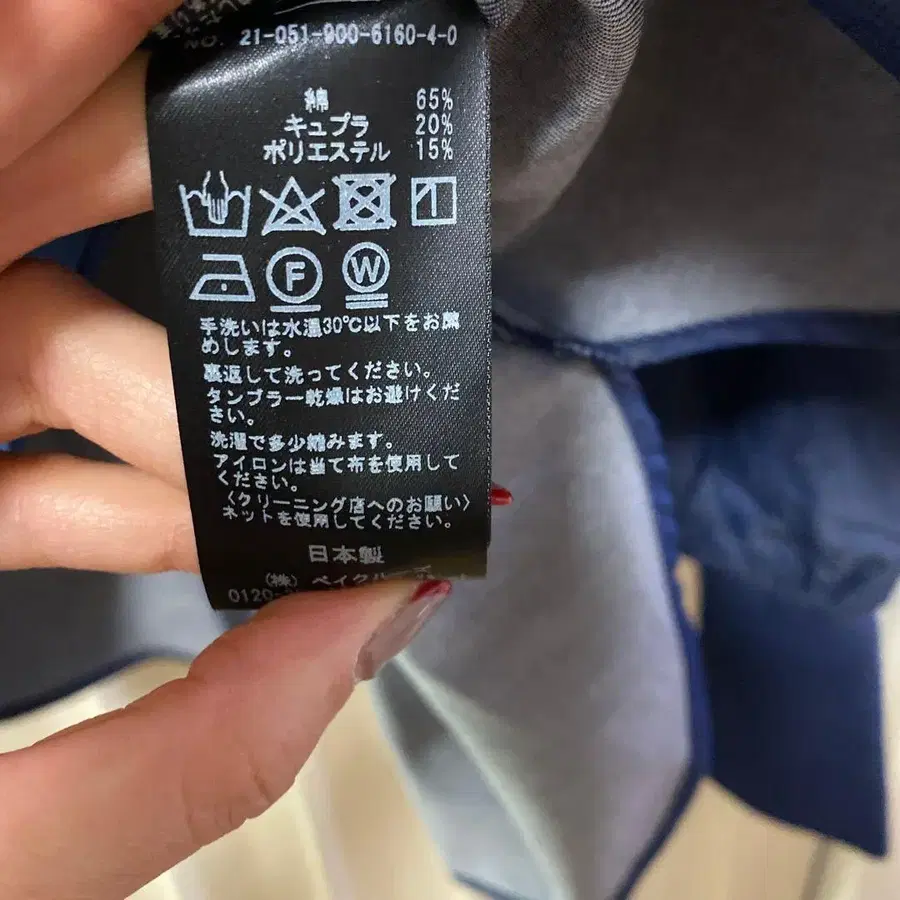 21-051-900-6160-4-0
綿 65%
キュプラ 20%
ポリエステル 15%
F
W
手洗いは水温30℃以下をお薦
めします。
裏返して洗ってください。
タンブラー乾燥はお避けくだ
さい。
洗濯で多少縮みます。
アイロンは当て布を使用して
ください。
〈クリーニング店へのお願い〉
ネットを使用してください。
日本製
(株) ベイクル
0120-